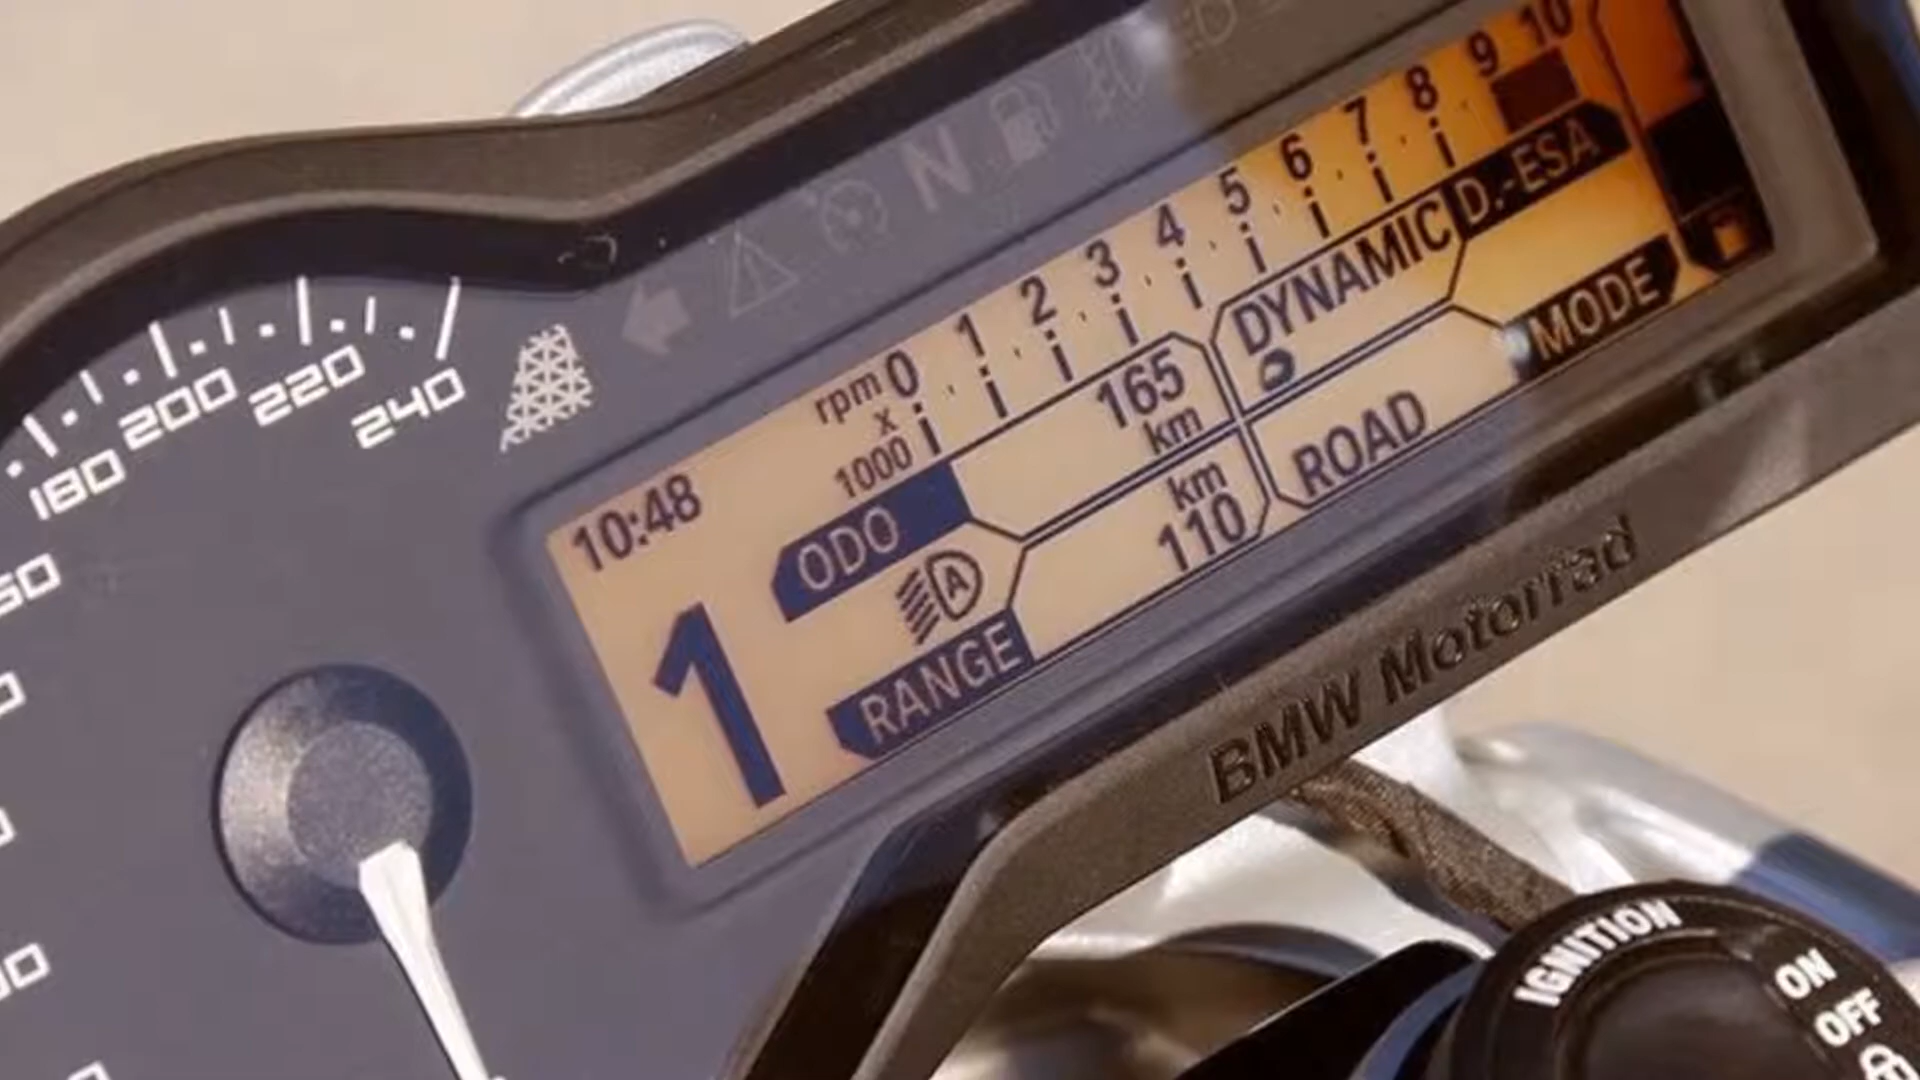 180
200
220
240
N
10:48
rpm
x
1000
0 1 2 3 4 5 6 7 8 9 10
ODO
165
km
1
A
RANGE
km
110
DYNAMIC
D.-ESA
ROAD
MODE
BMW Motorrad
IGNITION
ON
OFF